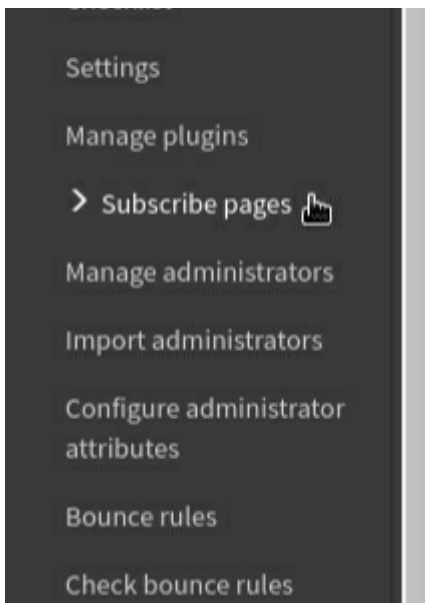 Settings
Manage plugins
Subscribe pages
Manage administrators
Import administrators
Configure administrator
attributes
Bounce rules
Check bounce rules